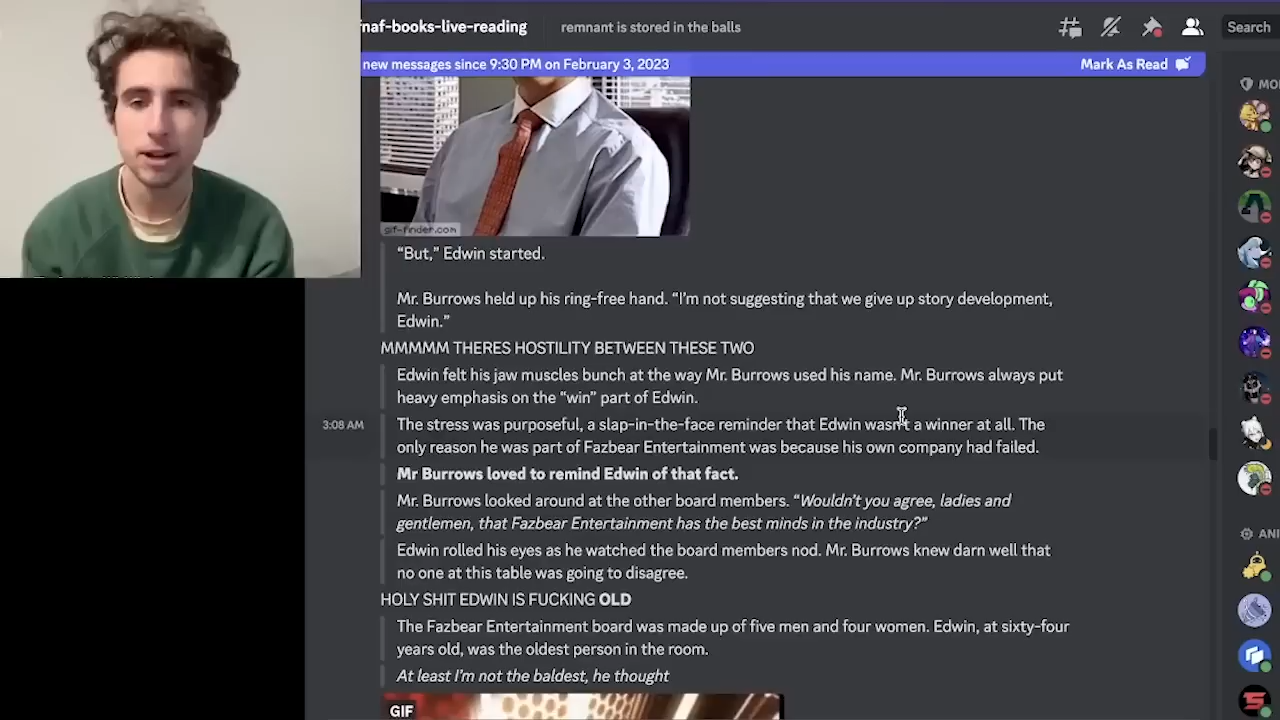 fnaf-books-live-reading
remnant is stored in the balls
Search
new messages since 9:30 PM on February 3, 2023
Mark As Read
gif-finder.com
“But,” Edwin started.
Mr. Burrows held up his ring-free hand. “I’m not suggesting that we give up story development,
Edwin.”
MMMMM THERES HOSTILITY BETWEEN THESE TWO
Edwin felt his jaw muscles bunch at the way Mr. Burrows used his name. Mr. Burrows always put
heavy emphasis on the “win” part of Edwin.
3:08 AM
The stress was purposeful, a slap-in-the-face reminder that Edwin wasn’t a winner at all. The
only reason he was part of Fazbear Entertainment was because his own company had failed.
Mr Burrows loved to remind Edwin of that fact.
Mr. Burrows looked around at the other board members. “Wouldn’t you agree, ladies and
gentlemen, that Fazbear Entertainment has the best minds in the industry?”
Edwin rolled his eyes as he watched the board members nod. Mr. Burrows knew darn well that
no one at this table was going to disagree.
HOLY SHIT EDWIN IS FUCKING OLD
The Fazbear Entertainment board was made up of five men and four women. Edwin, at sixty-four
years old, was the oldest person in the room.
At least I’m not the baldest, he thought
GIF
MO
ANI